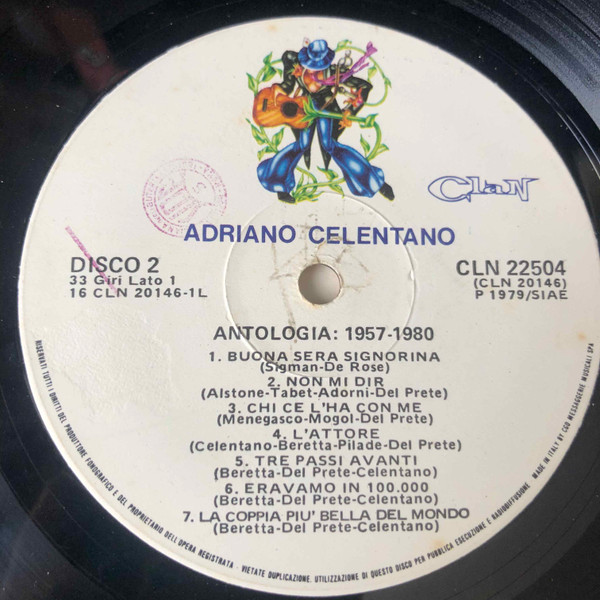 Clan
ADRIANO CELENTANO
DISCO 2
33 Giri Lato 1
16 CLN 20146-1L
CLN 22504
(CLN 20146)
P 1979/SIAE
ANTOLOGIA: 1957-1980
1. BUONA SERA SIGNORINA
(Sigman-De Rose)
2. NON MI DIR
(Alstone-Tabet-Adorni-Del Prete)
3. CHI CE L'HA CON ME
(Menegasco-Mogol-Del Prete)
4. L'ATTORE
(Celentano-Beretta-Pilade-Del Prete)
5. TRE PASSI AVANTI
(Beretta-Del Prete-Celentano)
6. ERAVAMO IN 100.000
(Beretta-Del Prete-Celentano)
7. LA COPPIA PIU' BELLA DEL MONDO
(Beretta-Del Prete-Celentano)
RISERVATI TUTTI I DIRITTI DEL PRODUTTORE FONOGRAFICO E DEL PROPRIETARIO DELL'OPERA REGISTRATA - VIETATE DUPLICAZIONE, UTILIZZAZIONE DI QUESTO DISCO PER PUBBLICA ESECUZIONE E RADIODIFFUSIONE. MADE IN ITALY BY CGD MESSAGGERIE MUSICALI SPA